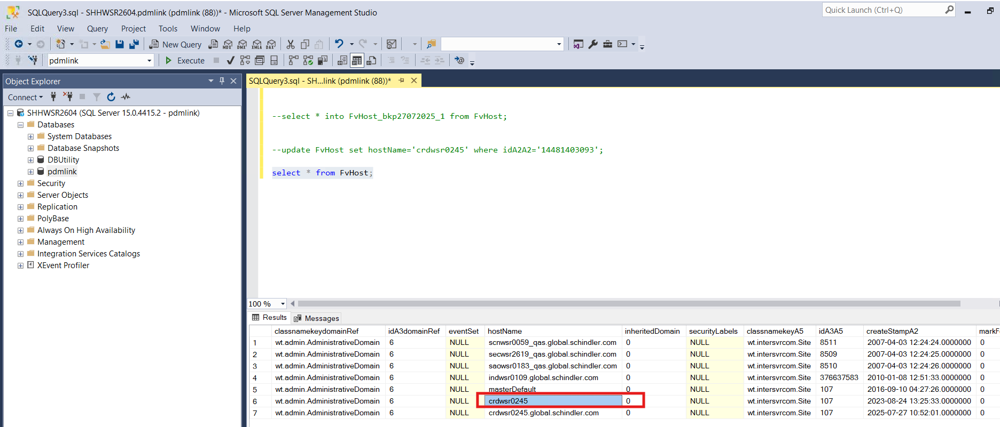 SQLQuery3.sql - SHHWSR2604.pdmlink (pdmlink (88))* - Microsoft SQL Server Management Studio
Quick Launch (Ctrl+Q)
File Edit View Query Project Tools Window Help
New Query MDX DMX XMLA DAX
pdmlink Execute
Object Explorer
Connect
SHHWSR2604 (SQL Server 15.0.4415.2 - pdmlink)
Databases
System Databases
Database Snapshots
DBUtility
pdmlink
Security
Server Objects
Replication
PolyBase
Always On High Availability
Management
Integration Services Catalogs
XEvent Profiler
SQLQuery3.sql - SH...link (pdmlink (88))*
--select * into FvHost_bkp27072025_1 from FvHost;
--update FvHost set hostName='crdwsr0245' where idA2A2='14481403093';
select * from FvHost;
100 %
Results Messages
classnamekeydomainRef idA3domainRef eventSet hostName inheritedDomain securityLabels classnamekeyA5 idA3A5 createStampA2 markF
1 wt.admin.AdministrativeDomain 6 NULL scnwsr0059_qas.global.schindler.com 0 NULL wt.intersvrcom.Site 8511 2007-04-03 12:24:24.0000000 0
2 wt.admin.AdministrativeDomain 6 NULL secwsr2619_qas.global.schindler.com 0 NULL wt.intersvrcom.Site 8509 2007-04-03 12:24:25.0000000 0
3 wt.admin.AdministrativeDomain 6 NULL saowsr0183_qas.global.schindler.com 0 NULL wt.intersvrcom.Site 8510 2007-04-03 12:24:26.0000000 0
4 wt.admin.AdministrativeDomain 6 NULL indwsr0109.global.schindler.com 0 NULL wt.intersvrcom.Site 376637583 2010-01-08 12:51:33.0000000 0
5 wt.admin.AdministrativeDomain 6 NULL masterDefault 0 NULL wt.intersvrcom.Site 107 2016-09-10 04:27:26.0000000 0
6 wt.admin.AdministrativeDomain 6 NULL crdwsr0245 0 NULL wt.intersvrcom.Site 107 2023-08-24 13:25:33.0000000 0
7 wt.admin.AdministrativeDomain 6 NULL crdwsr0245.global.schindler.com 0 NULL wt.intersvrcom.Site 107 2025-07-27 10:52:01.0000000 0